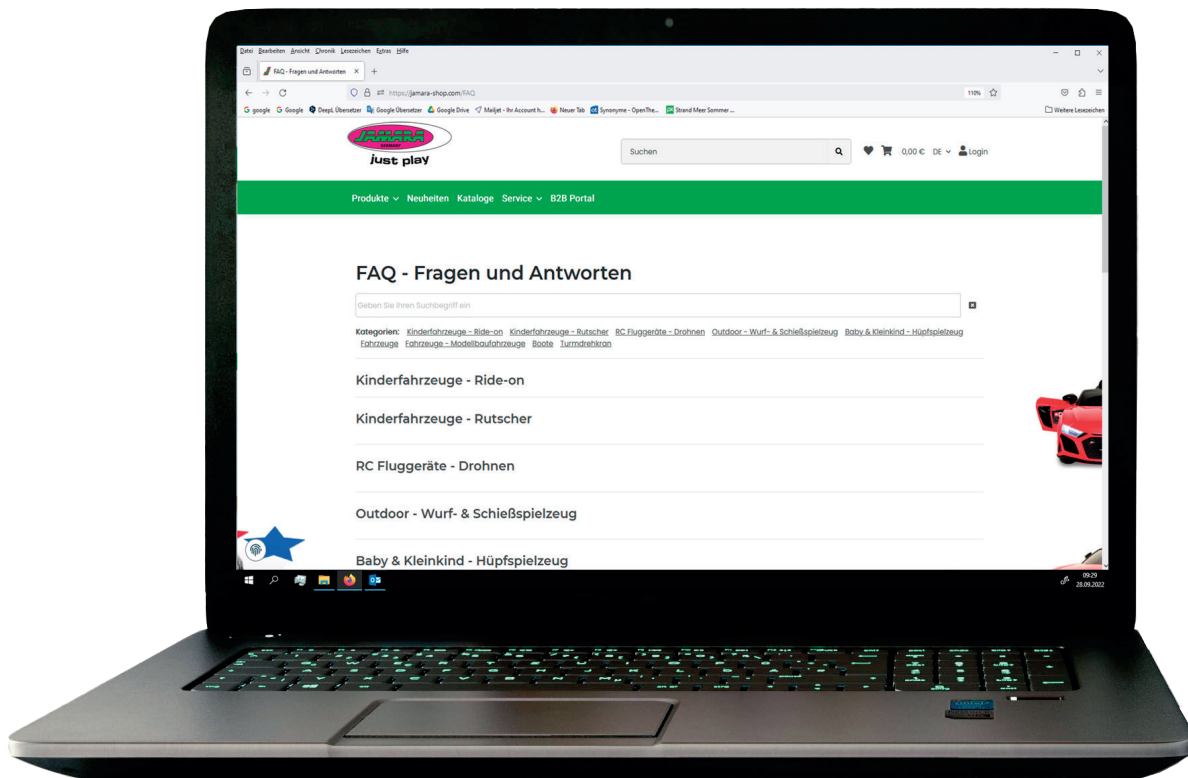 Datei Bearbeiten Ansicht Chronik Lesezeichen Extras Hilfe
FAQ - Fragen und Antworten
https://jamara-shop.com/FAQ
110%
google Google DeepL Übersetzer Google Übersetzer Google Drive Mailjet - Ihr Account h... Neuer Tab Synonyme - OpenThe... Strand Meer Sommer ... Weitere Lesezeichen
JAMARA
GERMANY
just play
Suchen
0,00 € DE Login
Produkte Neuheiten Kataloge Service B2B Portal
FAQ - Fragen und Antworten
Geben Sie Ihren Suchbegriff ein
Kategorien: Kinderfahrzeuge - Ride-on Kinderfahrzeuge - Rutscher RC Fluggeräte - Drohnen Outdoor - Wurf- & Schießspielzeug Baby & Kleinkind - Hüpfspielzeug
Fahrzeuge Fahrzeuge - Modellbaufahrzeuge Boote Turmdrehkran
Kinderfahrzeuge - Ride-on
Kinderfahrzeuge - Rutscher
RC Fluggeräte - Drohnen
Outdoor - Wurf- & Schießspielzeug
Baby & Kleinkind - Hüpfspielzeug
09:29
28.09.2022